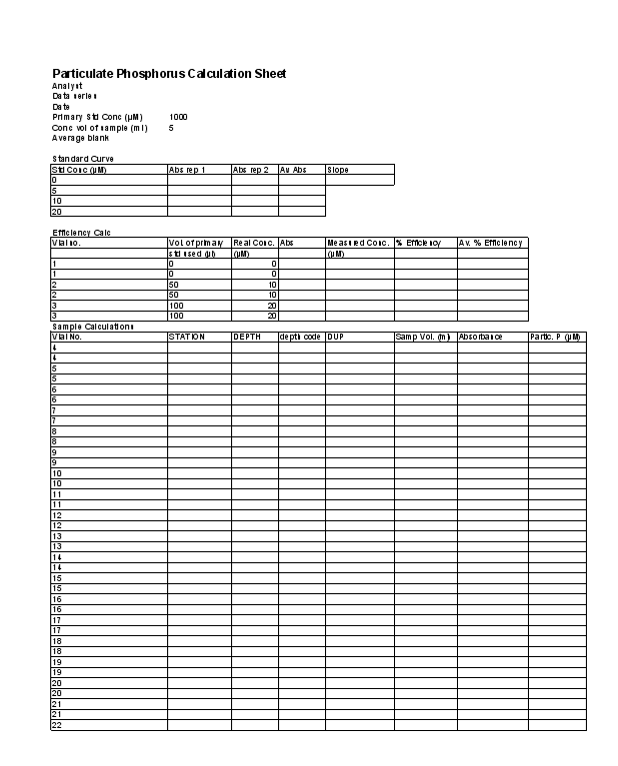 Particulate Phosphorus Calculation Sheet
Analyst
Data series
Date
Primary Std Conc (µM) 1000
Conc vol of sample (ml) 5
Average blank
Standard Curve
Std Conc (µM) Abs rep 1 Abs rep 2 Av Abs Slope
0
5
10
20
Efficiency Calc
Vial no. Vol. of primary Real Conc. Abs Measured Conc. % Efficiency Av. % Efficiency
std used (µl) (µM) (µM)
1 0 0
1 0 0
2 50 10
2 50 10
3 100 20
3 100 20
Sample Calculations
Vial No. STATION DEPTH depth code DUP Samp Vol. (m) Absorbance Partic. P (µM)
4
4
5
5
6
6
7
7
8
8
9
9
10
10
11
11
12
12
13
13
14
14
15
15
16
16
17
17
18
18
19
19
20
20
21
21
22